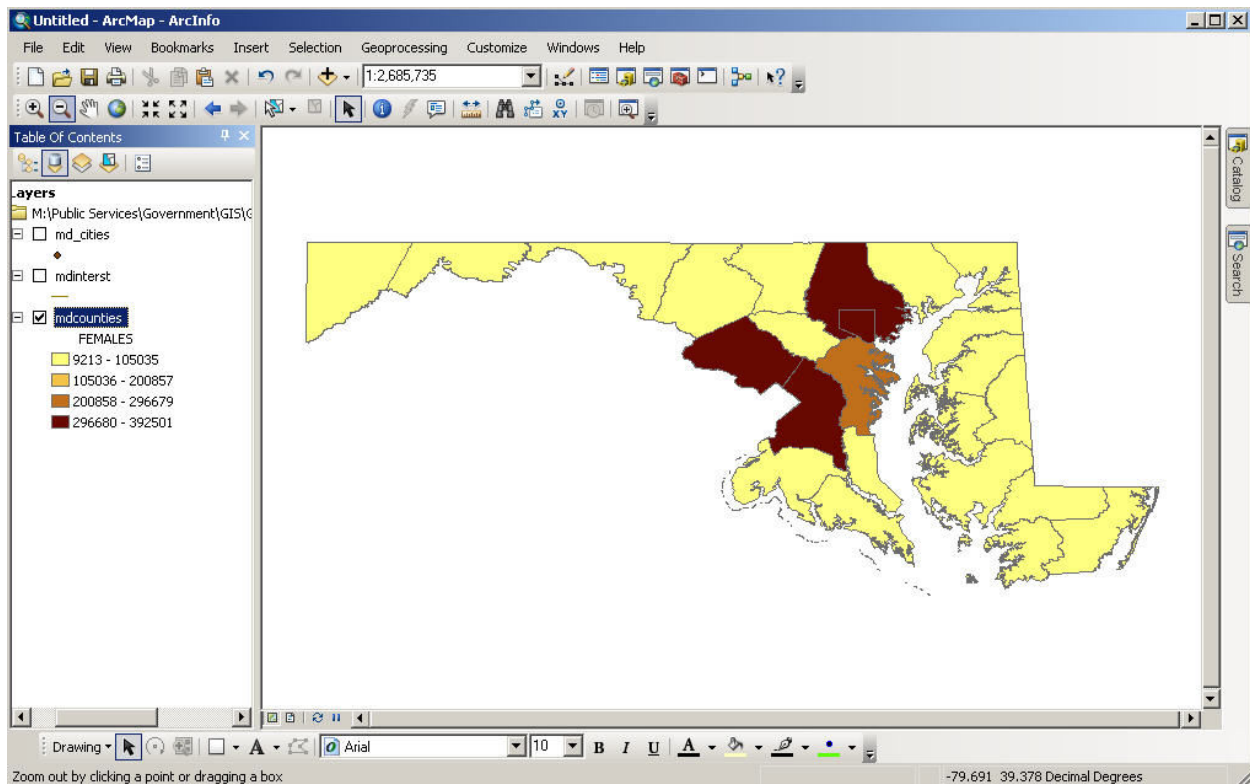 Untitled - ArcMap - ArcInfo
File Edit View Bookmarks Insert Selection Geoprocessing Customize Windows Help
1:2,685,735
Table Of Contents
Layers
M:\Public Services\Government\GIS\G
md_cities
mdinterst
mdcounties
FEMALES
9213 - 105035
105036 - 200857
200858 - 296679
296680 - 392501
Catalog
Search
Drawing A Arial 10 B I U A
Zoom out by clicking a point or dragging a box
-79.691 39.378 Decimal Degrees